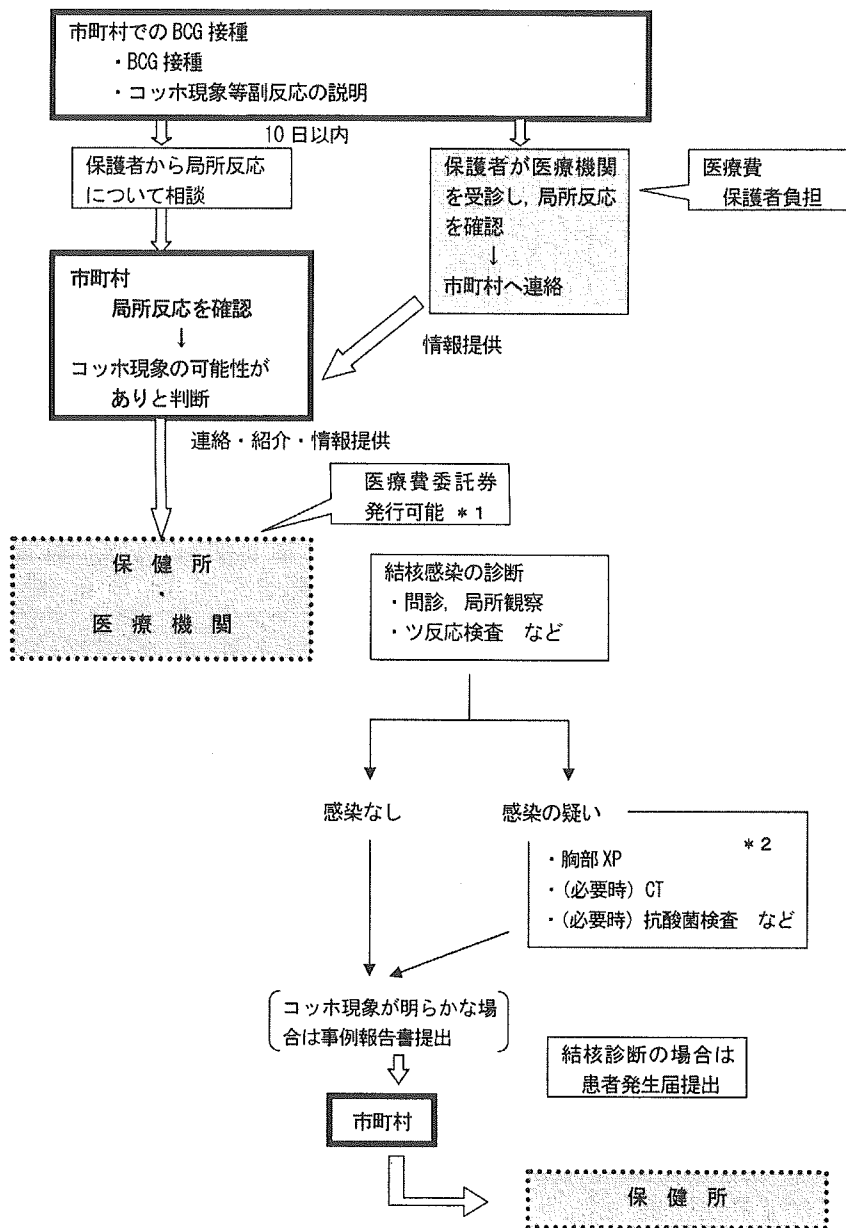 市町村での BCG 接種
・BCG 接種
・コッホ現象等副反応の説明
10 日以内
保護者から局所反応
について相談
保護者が医療機関
を受診し，局所反応
を確認
↓
市町村へ連絡
医療費
保護者負担
市町村
局所反応を確認
↓
コッホ現象の可能性が
ありと判断
情報提供
連絡・紹介・情報提供
医療費委託券
発行可能 ＊1
保 健 所
・
医 療 機 関
結核感染の診断
・問診，局所観察
・ツ反応検査　など
感染なし
感染の疑い
＊2
・胸部 XP
・(必要時) CT
・(必要時) 抗酸菌検査　など
コッホ現象が明らかな場
合は事例報告書提出
結核診断の場合は
患者発生届提出
市町村
保 健 所